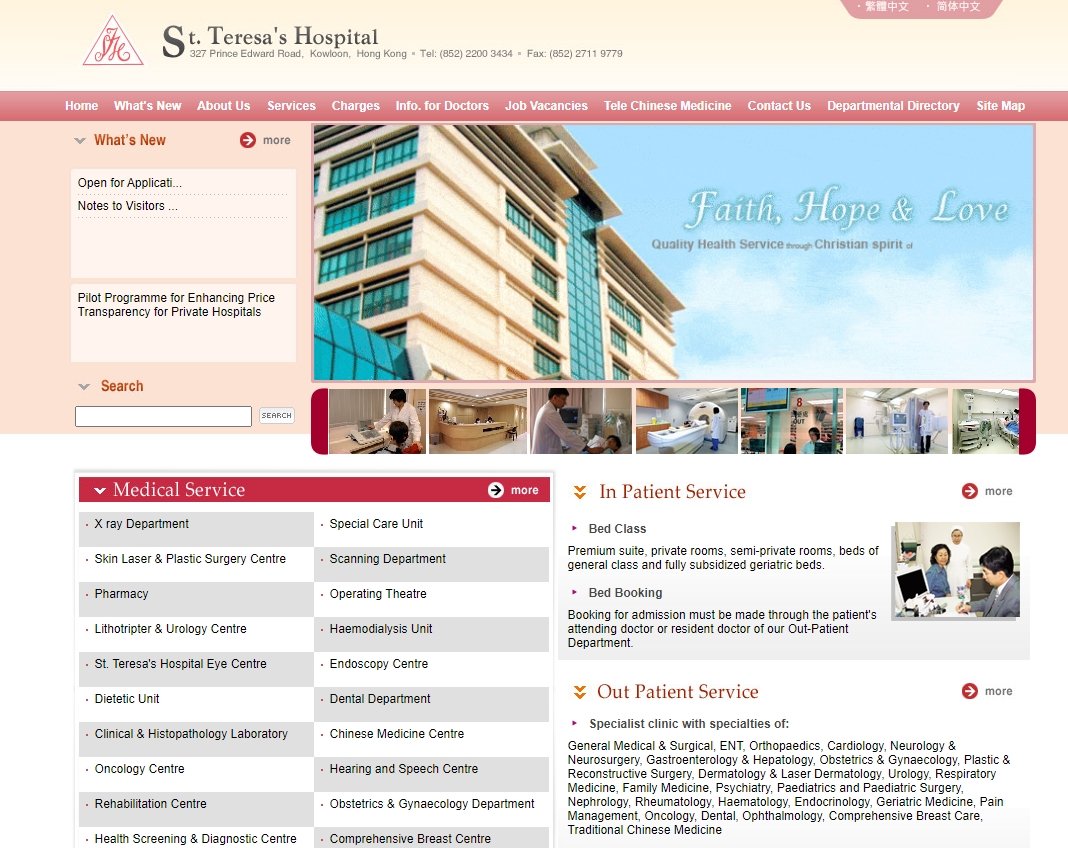 · 繁體中文 · 简体中文
St. Teresa's Hospital
327 Prince Edward Road, Kowloon, Hong Kong ▪ Tel: (852) 2200 3434 ▪ Fax: (852) 2711 9779
Home What's New About Us Services Charges Info. for Doctors Job Vacancies Tele Chinese Medicine Contact Us Departmental Directory Site Map
What's New more
Open for Applicati...
Notes to Visitors ...
Pilot Programme for Enhancing Price
Transparency for Private Hospitals
Search
SEARCH
Faith, Hope & Love
Quality Health Service through Christian spirit of
8
OUT
Medical Service more
· X ray Department
· Special Care Unit
· Skin Laser & Plastic Surgery Centre
· Scanning Department
· Pharmacy
· Operating Theatre
· Lithotripter & Urology Centre
· Haemodialysis Unit
· St. Teresa's Hospital Eye Centre
· Endoscopy Centre
· Dietetic Unit
· Dental Department
· Clinical & Histopathology Laboratory
· Chinese Medicine Centre
· Oncology Centre
· Hearing and Speech Centre
· Rehabilitation Centre
· Obstetrics & Gynaecology Department
· Health Screening & Diagnostic Centre
· Comprehensive Breast Centre
In Patient Service more
Bed Class
Premium suite, private rooms, semi-private rooms, beds of
general class and fully subsidized geriatric beds.
Bed Booking
Booking for admission must be made through the patient's
attending doctor or resident doctor of our Out-Patient
Department.
Out Patient Service more
Specialist clinic with specialties of:
General Medical & Surgical, ENT, Orthopaedics, Cardiology, Neurology &
Neurosurgery, Gastroenterology & Hepatology, Obstetrics & Gynaecology, Plastic &
Reconstructive Surgery, Dermatology & Laser Dermatology, Urology, Respiratory
Medicine, Family Medicine, Psychiatry, Paediatrics and Paediatric Surgery,
Nephrology, Rheumatology, Haematology, Endocrinology, Geriatric Medicine, Pain
Management, Oncology, Dental, Ophthalmology, Comprehensive Breast Care,
Traditional Chinese Medicine